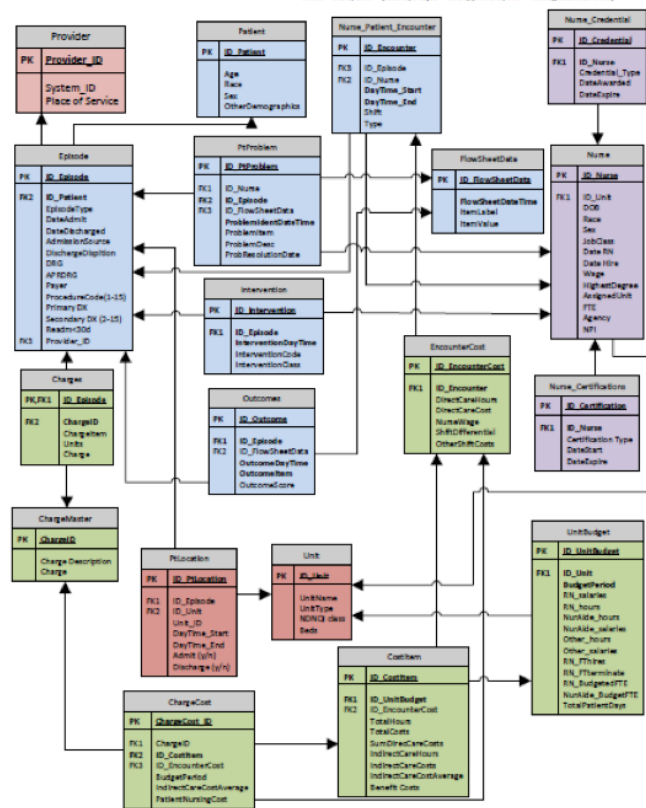 Provider
PK Provider_ID
System_ID
Place of Service
Patient
PK ID_Patient
Age
Race
Sex
OtherDemographics
Nurse_Patient_Encounter
PK ID_Encounter
FK3 ID_Episode
FK2 ID_Nurse
DayTime_Start
DayTime_End
Shift
Type
Nurse_Credential
PK ID_Credential
FK1 ID_Nurse
Credential_Type
DateAwarded
DateExpire
Episode
PK ID_Episode
FK2 ID_Patient
EpisodeType
DateAdmit
DateDischarged
AdmissionSource
DischargeDispition
DRG
APRDRG
Payer
ProcedureCode(1-15)
Primary DX
Secondary DX (2-15)
Readm<30d
FK3 Provider_ID
PtProblem
PK ID_PtProblem
FK1 ID_Nurse
FK2 ID_Episode
FK3 ID_FlowSheetData
ProblemIdentDateTime
ProblemItem
ProblemDesc
ProbResolutionDate
FlowSheetData
PK ID_FlowSheetData
FlowSheetDateTime
ItemLabel
ItemValue
Nurse
PK ID_Nurse
FK1 ID_Unit
DOB
Race
Sex
JobClass
Date RN
Date Hire
Wage
HighestDegree
AssignedUnit
FTE
Agency
NPI
Intervention
PK ID_Intervention
FK1 ID_Episode
InterventionDayTime
InterventionCode
InterventionClass
EncounterCost
PK ID_EncounterCost
FK1 ID_Encounter
DirectCareHours
DirectCareCost
NurseWage
ShiftDifferential
OtherShiftCosts
Nurse_Certifications
PK ID_Certification
FK1 ID_Nurse
Certification Type
DateStart
DateExpire
Charges
PK,FK1 ID_Episode
FK2 ChargeID
ChargeItem
Units
Charge
Outcomes
PK ID_Outcome
FK1 ID_Episode
FK2 ID_FlowSheetData
OutcomeDayTime
OutcomeItem
OutcomeScore
ChargeMaster
PK ChargeID
Charge Description
Charge
PtLocation
PK ID_PtLocation
FK1 ID_Episode
FK2 ID_Unit
Unit_ID
DayTime_Start
DayTime_End
Admit (y/n)
Discharge (y/n)
Unit
PK ID_Unit
UnitName
UnitType
NDNQI class
Beds
UnitBudget
PK ID_UnitBudget
FK1 ID_Unit
BudgetPeriod
RN_salaries
RN_hours
NurAide_hours
NurAide_salaries
Other_hours
Other_salaries
RN_FThires
RN_FTterminate
RN_BudgetedFTE
NurAide_BudgetFTE
TotalPatientDays
CostItem
PK ID_CostItem
FK1 ID_UnitBudget
FK2 ID_EncounterCost
TotalHours
TotalCosts
SumDirecCareCosts
IndirectCareHours
IndirectCareCosts
IndirectCareCostAverage
Benefit Costs
ChargeCost
PK ChargeCost_ID
FK1 ChargeID
FK2 ID_CostItem
FK3 ID_EncounterCost
BudgetPeriod
IndirectCareCostAverage
PatientNursingCost